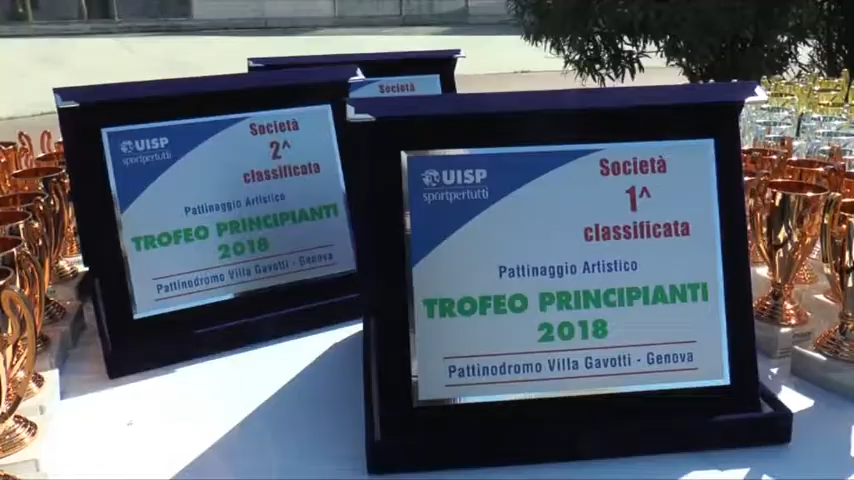 Società
UISP
sportpertutti
Società
2^
classificata
Pattinaggio Artistico
TROFEO PRINCIPIANTI
2018
Pattinodromo Villa Gavotti - Genova
UISP
sportpertutti
Società
1^
classificata
Pattinaggio Artistico
TROFEO PRINCIPIANTI
2018
Pattinodromo Villa Gavotti - Genova